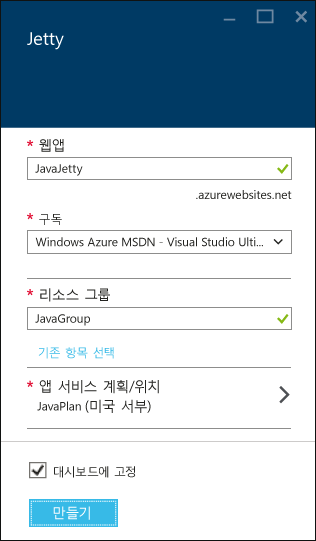 Jetty
* 웹앱
JavaJetty
.azurewebsites.net
* 구독
Windows Azure MSDN - Visual Studio Ulti...
* 리소스 그룹
JavaGroup
기존 항목 선택
* 앱 서비스 계획/위치
JavaPlan (미국 서부)
대시보드에 고정
만들기